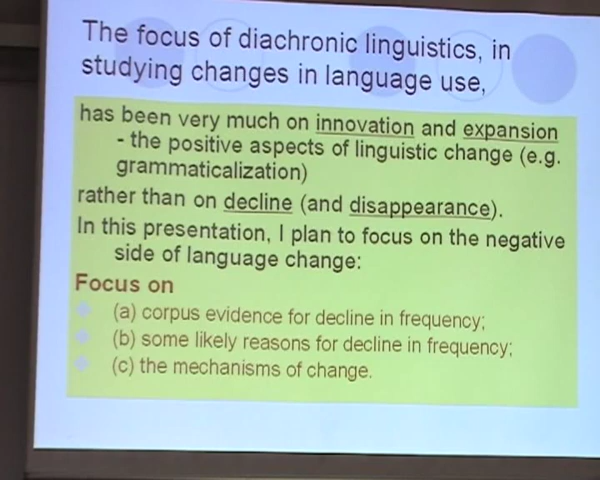 The focus of diachronic linguistics, in
studying changes in language use,
has been very much on innovation and expansion
- the positive aspects of linguistic change (e.g.
grammaticalization)
rather than on decline (and disappearance).
In this presentation, I plan to focus on the negative
side of language change:
Focus on
(a) corpus evidence for decline in frequency;
(b) some likely reasons for decline in frequency;
(c) the mechanisms of change.